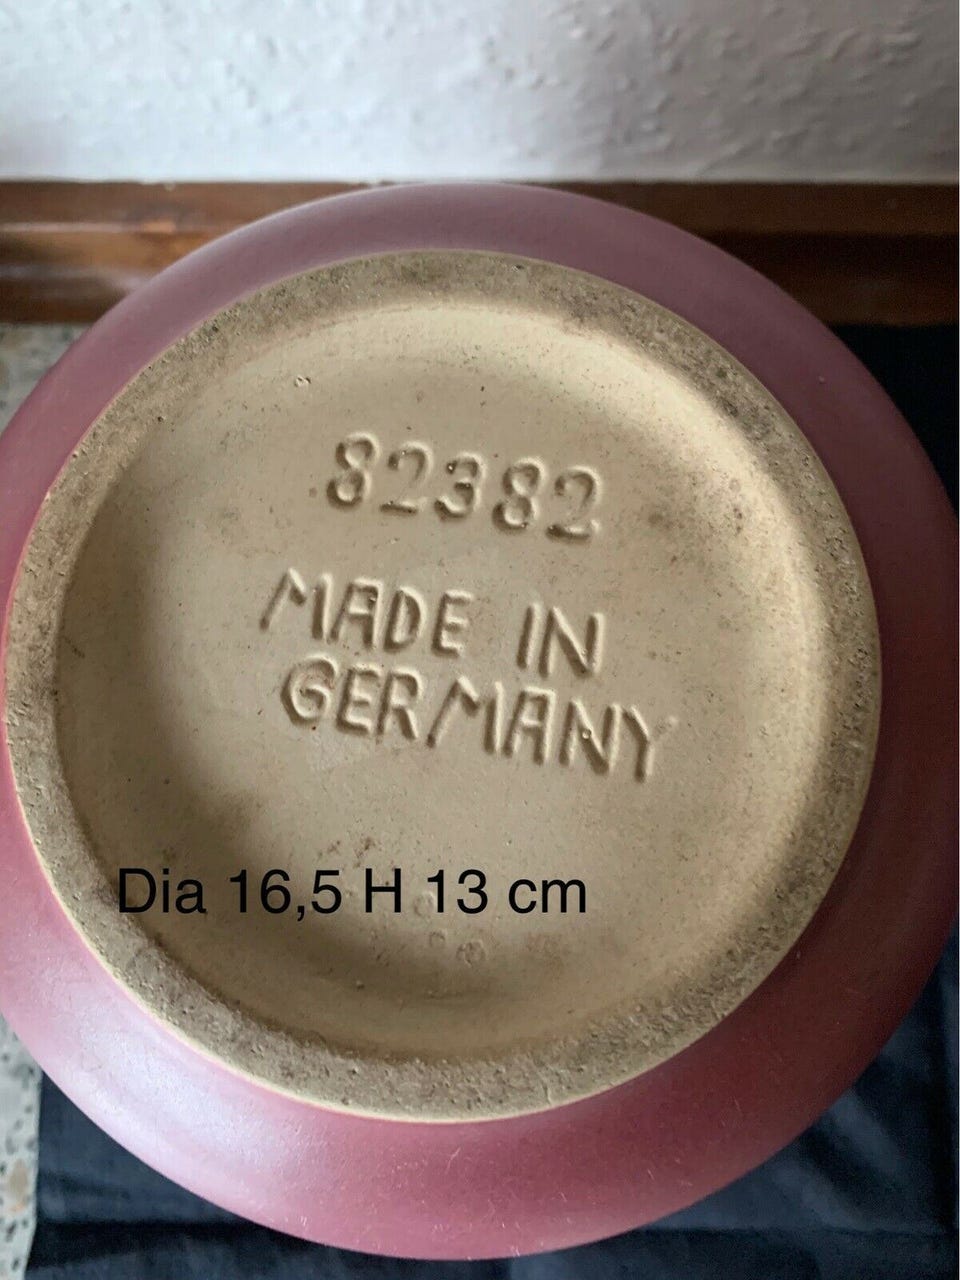 82382
MADE IN
GERMANY
Dia 16,5 H 13 cm